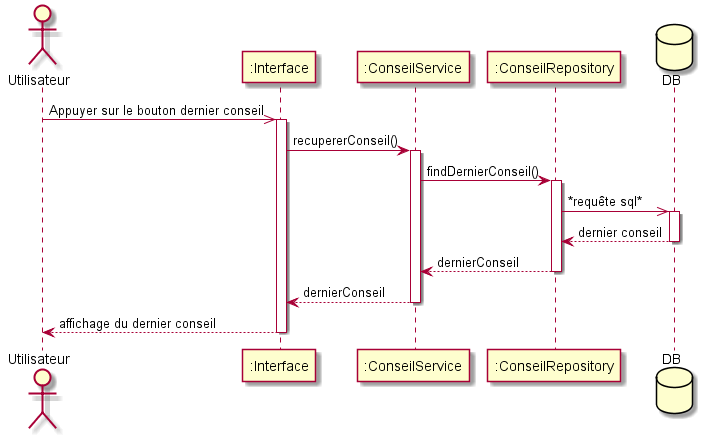 Utilisateur
:Interface
:ConseilService
:ConseilRepository
DB
Appuyer sur le bouton dernier conseil
recupererConseil()
findDernierConseil()
*requête sql*
dernier conseil
dernierConseil
dernierConseil
affichage du dernier conseil
Utilisateur
:Interface
:ConseilService
:ConseilRepository
DB